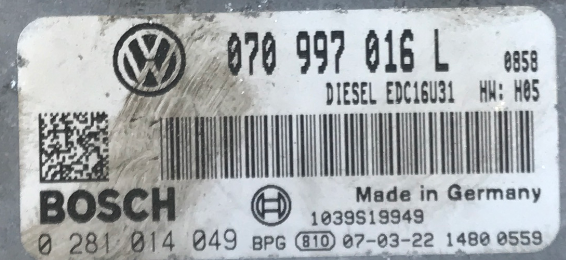 070 997 016 L 0858
DIESEL EDC16U31 HW: H05
BOSCH Made in Germany
1039S19949
0 281 014 049 BPG 810 07-03-22 1480 0559